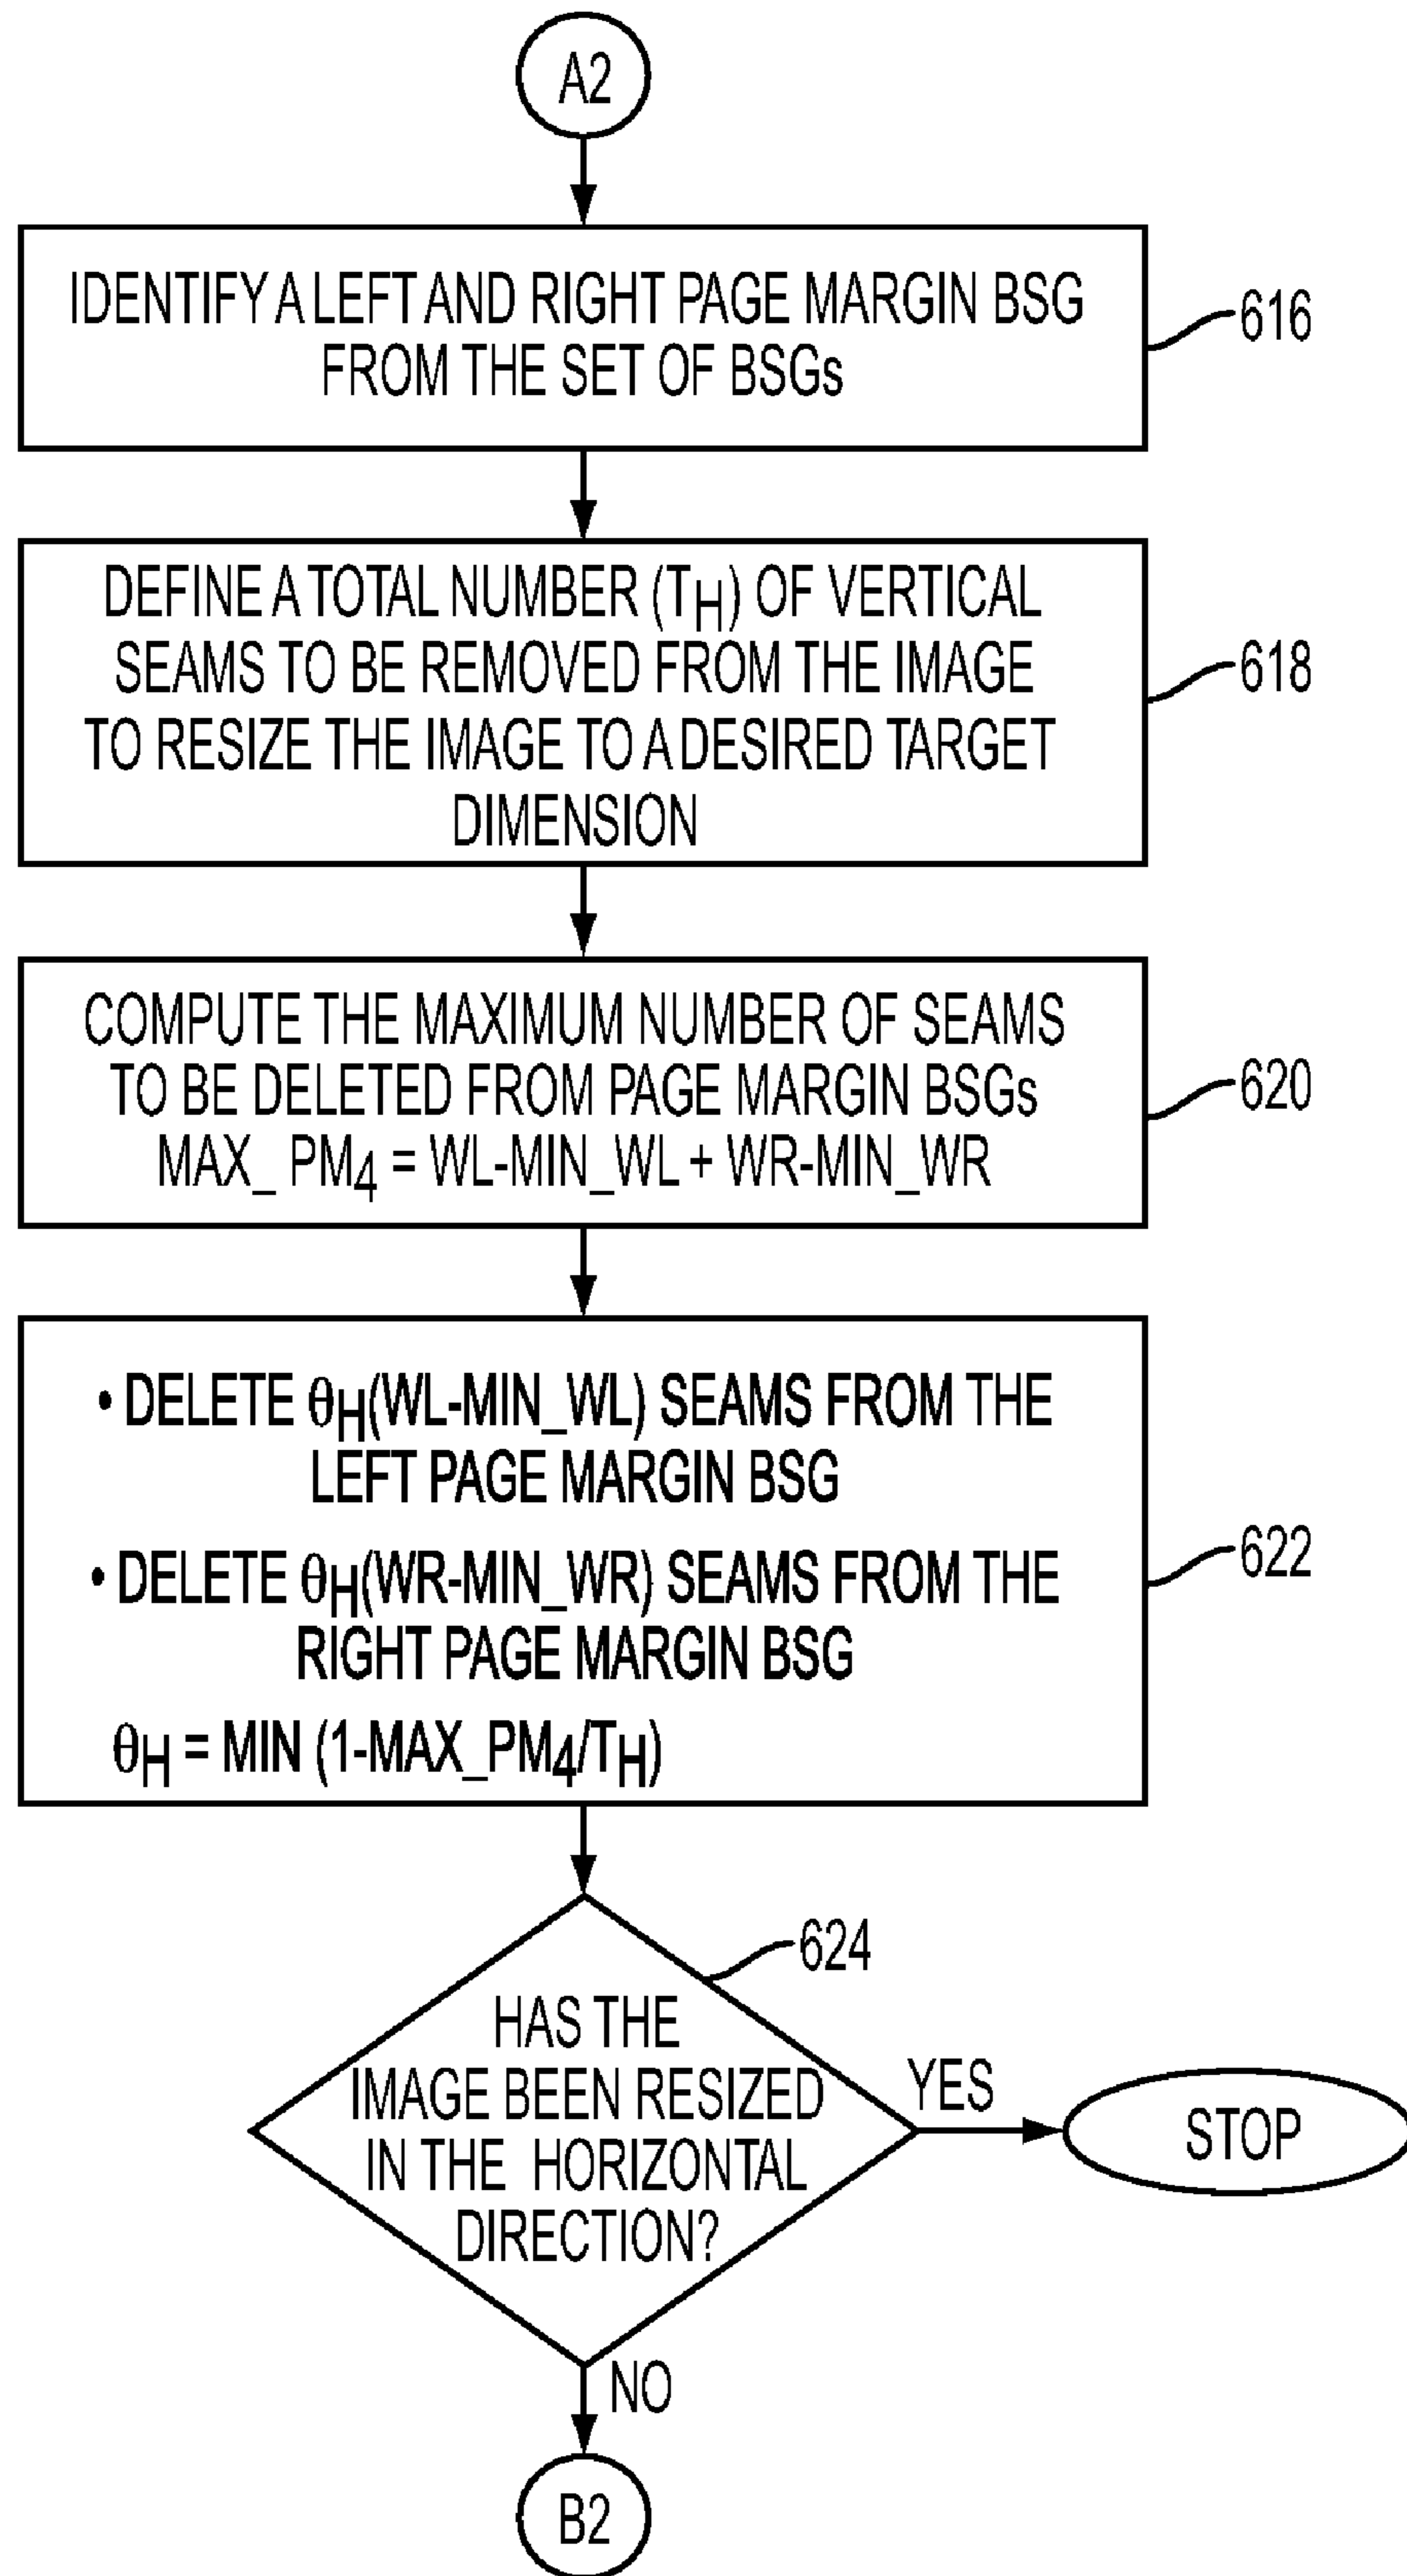 A2
IDENTIFY A LEFT AND RIGHT PAGE MARGIN BSG
FROM THE SET OF BSGs
616
DEFINE A TOTAL NUMBER (TH) OF VERTICAL
SEAMS TO BE REMOVED FROM THE IMAGE
TO RESIZE THE IMAGE TO A DESIRED TARGET
DIMENSION
618
COMPUTE THE MAXIMUM NUMBER OF SEAMS
TO BE DELETED FROM PAGE MARGIN BSGs
MAX_ PM4 = WL-MIN_WL + WR-MIN_WR
620
• DELETE θH(WL-MIN_WL) SEAMS FROM THE
LEFT PAGE MARGIN BSG
• DELETE θH(WR-MIN_WR) SEAMS FROM THE
RIGHT PAGE MARGIN BSG
θH = MIN (1-MAX_PM4/TH)
622
624
HAS THE
IMAGE BEEN RESIZED
IN THE HORIZONTAL
DIRECTION?
YES
STOP
NO
B2